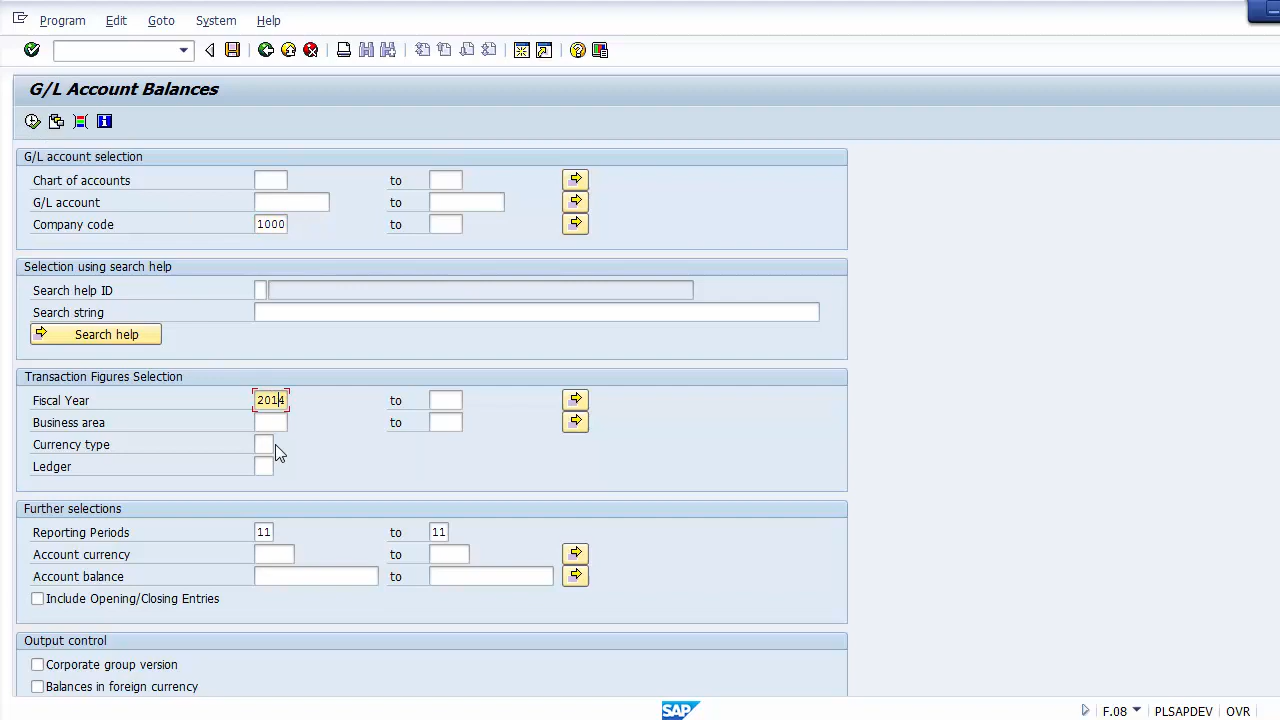 Program Edit Goto System Help
G/L Account Balances
G/L account selection
Chart of accounts to
G/L account to
Company code 1000 to
Selection using search help
Search help ID
Search string
Search help
Transaction Figures Selection
Fiscal Year 2014 to
Business area to
Currency type
Ledger
Further selections
Reporting Periods 11 to 11
Account currency to
Account balance to
Include Opening/Closing Entries
Output control
Corporate group version
Balances in foreign currency
SAP F.08 PLSAPDEV OVR